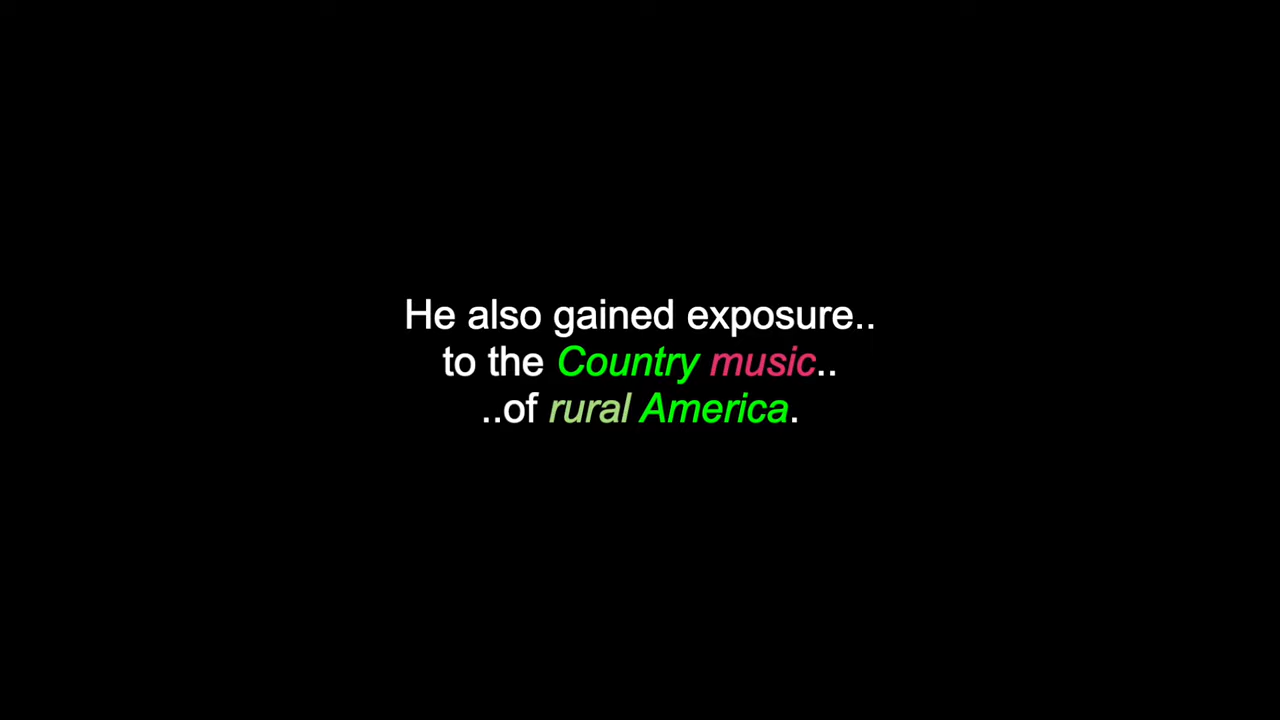 He also gained exposure..
to the Country music..
..of rural America.